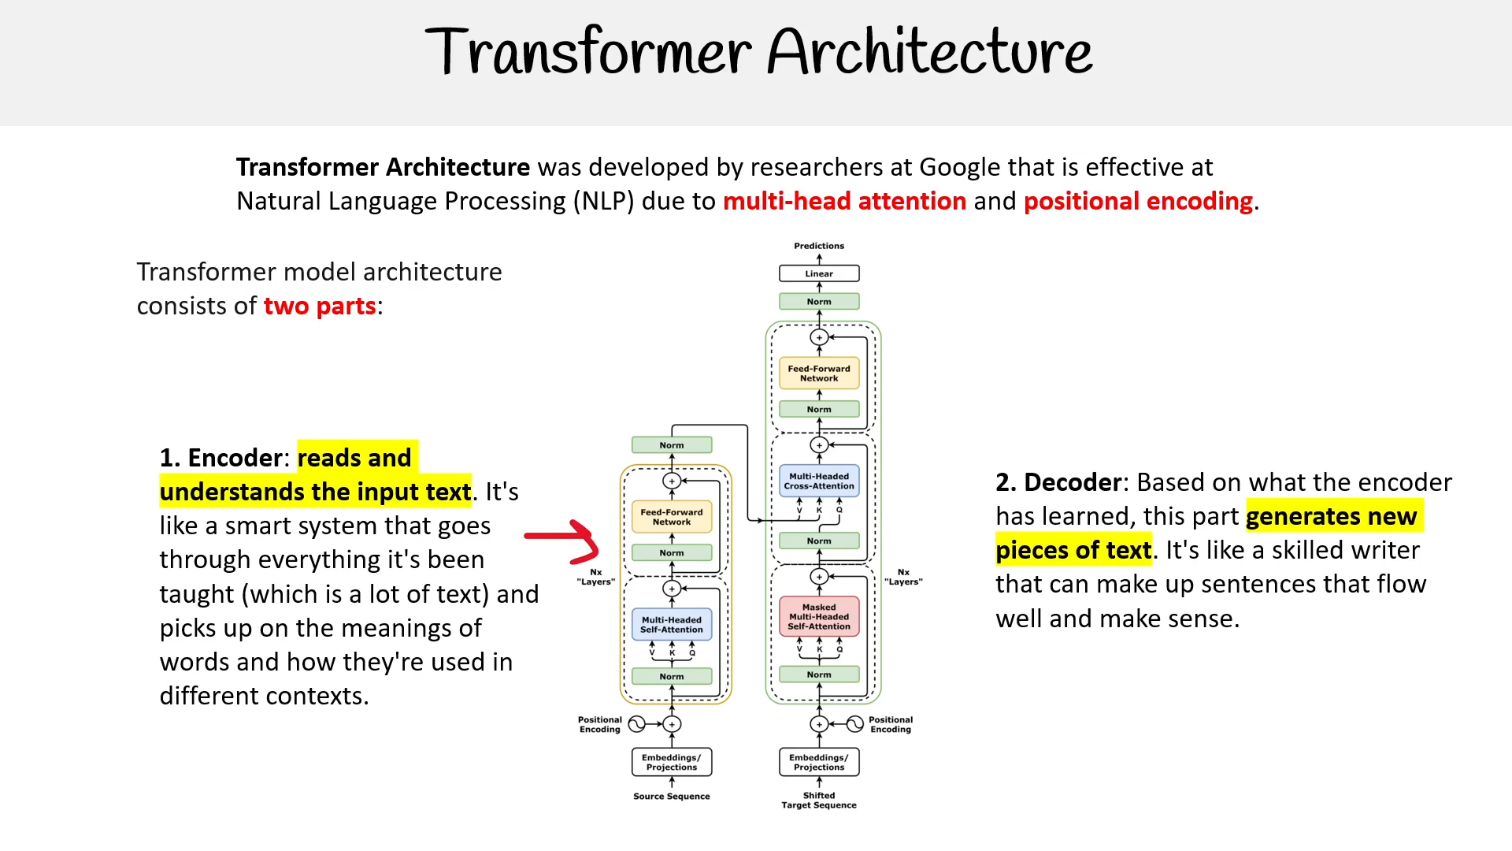 Transformer Architecture
Transformer Architecture was developed by researchers at Google that is effective at
Natural Language Processing (NLP) due to multi-head attention and positional encoding.
Transformer model architecture
consists of two parts:
1. Encoder: reads and
understands the input text. It's
like a smart system that goes
through everything it's been
taught (which is a lot of text) and
picks up on the meanings of
words and how they're used in
different contexts.
Norm
Feed-Forward
Network
Norm
Nx
"Layers"
Multi-Headed
Self-Attention
V K Q
Norm
Positional
Encoding
+
Embeddings/
Projections
Source Sequence
Predictions
Linear
Norm
+
Feed-Forward
Network
Norm
+
Multi-Headed
Cross-Attention
V K Q
Norm
+
Nx
"Layers"
Masked
Multi-Headed
Self-Attention
V K Q
Norm
+
Positional
Encoding
Embeddings/
Projections
Shifted
Target Sequence
2. Decoder: Based on what the encoder
has learned, this part generates new
pieces of text. It's like a skilled writer
that can make up sentences that flow
well and make sense.